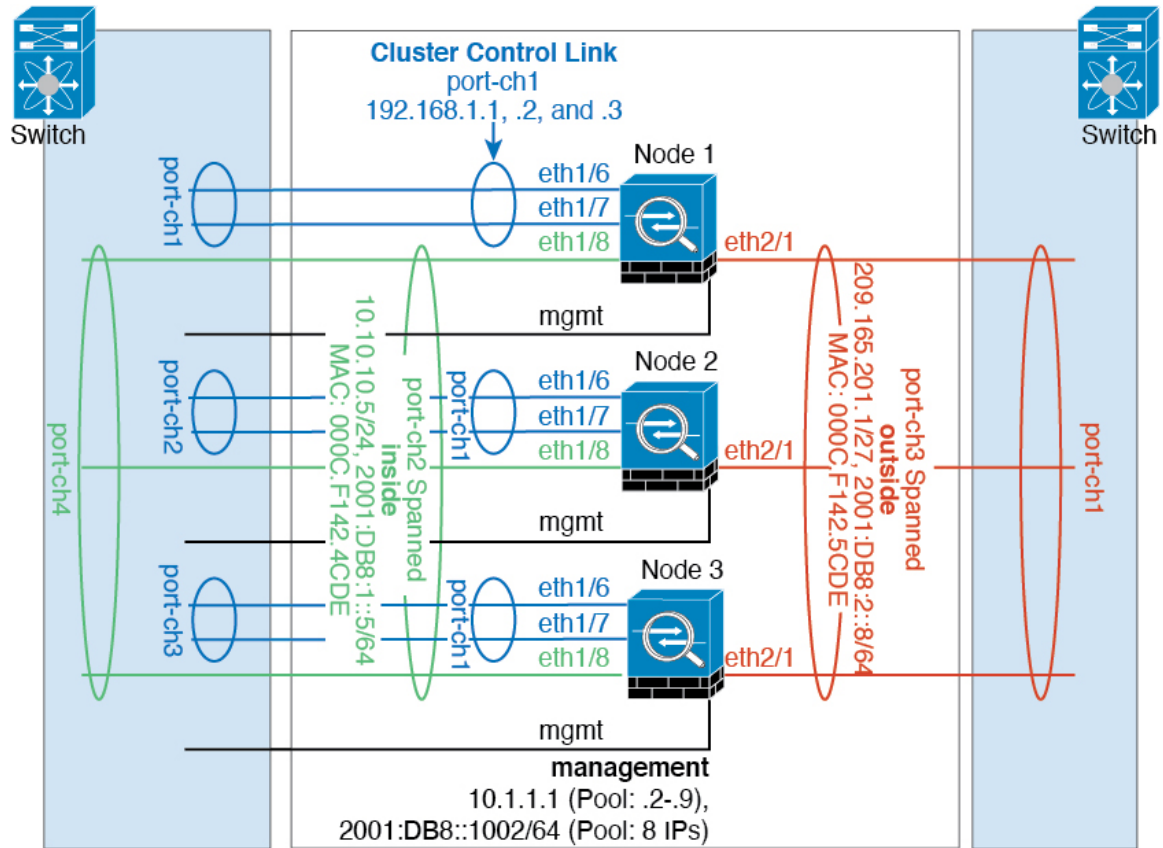 Switch
Switch
Cluster Control Link
port-ch1
192.168.1.1, .2, and .3
Node 1
port-ch1
eth1/6
eth1/7
eth1/8
eth2/1
mgmt
Node 2
port-ch2
port-ch1
eth1/6
eth1/7
eth1/8
eth2/1
mgmt
port-ch4
port-ch2 Spanned
inside
10.10.10.5/24, 2001:DB8:1::5/64
MAC: 000C.F142.4CDE
port-ch3 Spanned
outside
209.165.201.1/27, 2001:DB8:2::8/64
MAC: 000C.F142.5CDE
port-ch1
Node 3
port-ch3
port-ch1
eth1/6
eth1/7
eth1/8
eth2/1
mgmt
management
10.1.1.1 (Pool: .2-.9),
2001:DB8::1002/64 (Pool: 8 IPs)